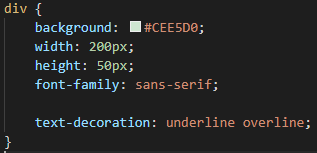 div {
background: #CEE5D0;
width: 200px;
height: 50px;
font-family: sans-serif;
text-decoration: underline overline;
}